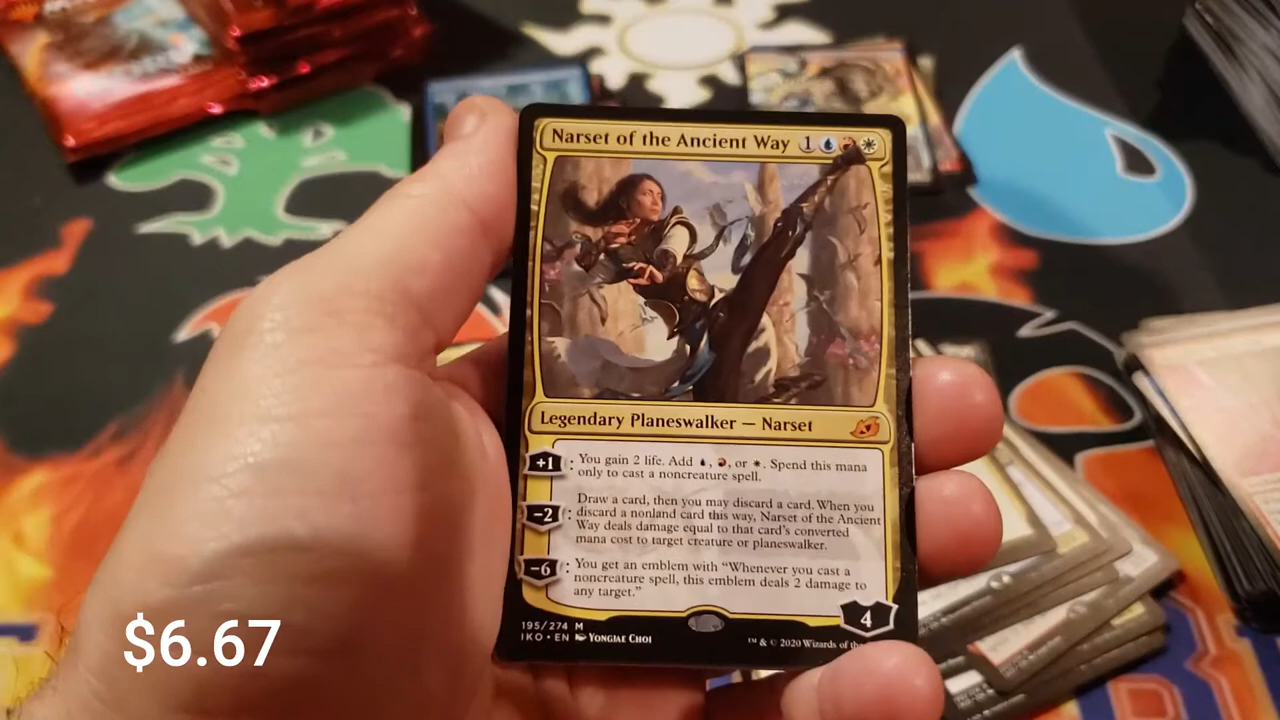 Narset of the Ancient Way 1
Legendary Planeswalker — Narset
+1: You gain 2 life. Add , , or . Spend this mana
only to cast a noncreature spell.
Draw a card, then you may discard a card. When you
-2: discard a nonland card this way, Narset of the Ancient
Way deals damage equal to that card's converted
mana cost to target creature or planeswalker.
-6: You get an emblem with “Whenever you cast a
noncreature spell, this emblem deals 2 damage to
any target.”
4
195/274 M
IKO • EN YONGJAE CHOI
™ & © 2020 Wizards of the
$6.67